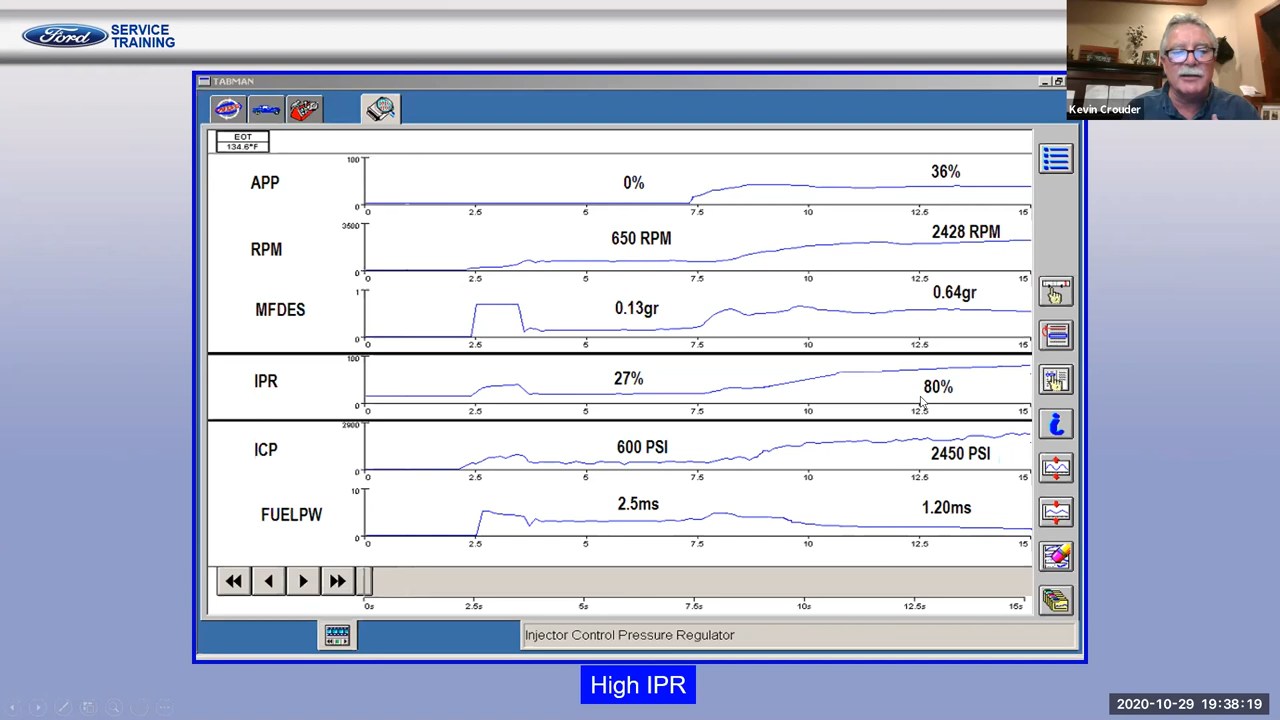 Ford
SERVICE
TRAINING
Kevin Crouder
TABMAN
EOT
134.6°F
APP
100
0
0%
36%
0 2.5 5 7.5 10 12.5 15
RPM
3500
0
650 RPM
2428 RPM
0 2.5 5 7.5 10 12.5 15
MFDES
1
0
0.13gr
0.64gr
0 2.5 5 7.5 10 12.5 15
IPR
100
0
27%
80%
0 2.5 5 7.5 10 12.5 15
ICP
2900
0
600 PSI
2450 PSI
0 2.5 5 7.5 10 12.5 15
FUELPW
10
0
2.5ms
1.20ms
0 2.5 5 7.5 10 12.5 15
0s 2.5s 5s 7.5s 10s 12.5s 15s
Injector Control Pressure Regulator
High IPR
2020-10-29 19:38:19